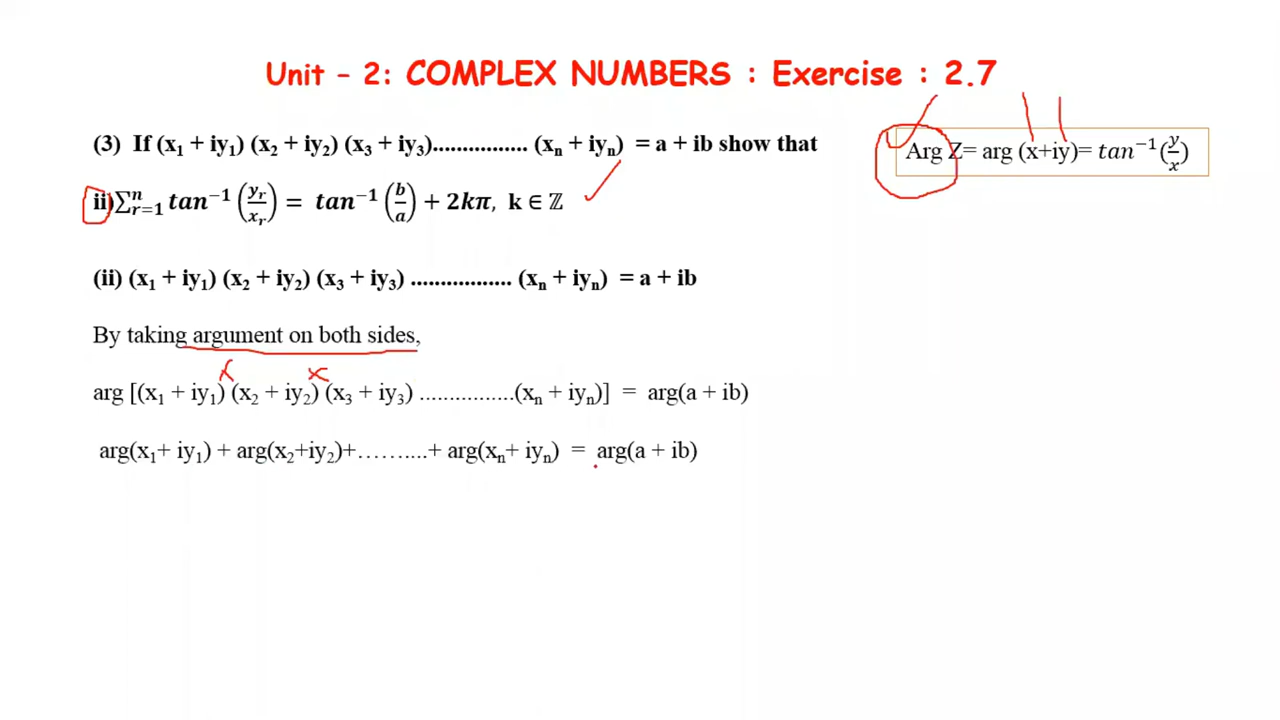 Unit - 2: COMPLEX NUMBERS : Exercise : 2.7
(3) If (x₁ + iy₁) (x₂ + iy₂) (x₃ + iy₃)................ (xₙ + iyₙ) = a + ib show that
Arg Z= arg (x+iy)= tan⁻¹(y/x)
ii) ∑ⁿᵣ₌₁ tan⁻¹ (yᵣ/xᵣ) = tan⁻¹ (b/a) + 2kπ, k ∈ ℤ
(ii) (x₁ + iy₁) (x₂ + iy₂) (x₃ + iy₃) ................. (xₙ + iyₙ) = a + ib
By taking argument on both sides,
arg [(x₁ + iy₁) (x₂ + iy₂) (x₃ + iy₃) ................(xₙ + iyₙ)] = arg(a + ib)
arg(x₁+ iy₁) + arg(x₂+iy₂)+……....+ arg(xₙ+ iyₙ) = arg(a + ib)